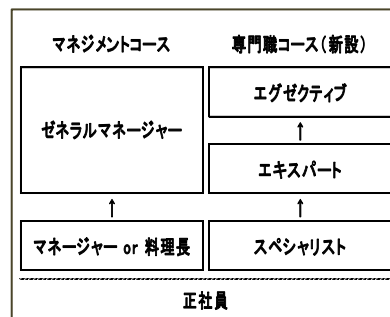 マネジメントコース
専門職コース（新設）
エグゼクティブ
ゼネラルマネージャー
↑
エキスパート
↑
↑
マネージャー or 料理長
スペシャリスト
正社員